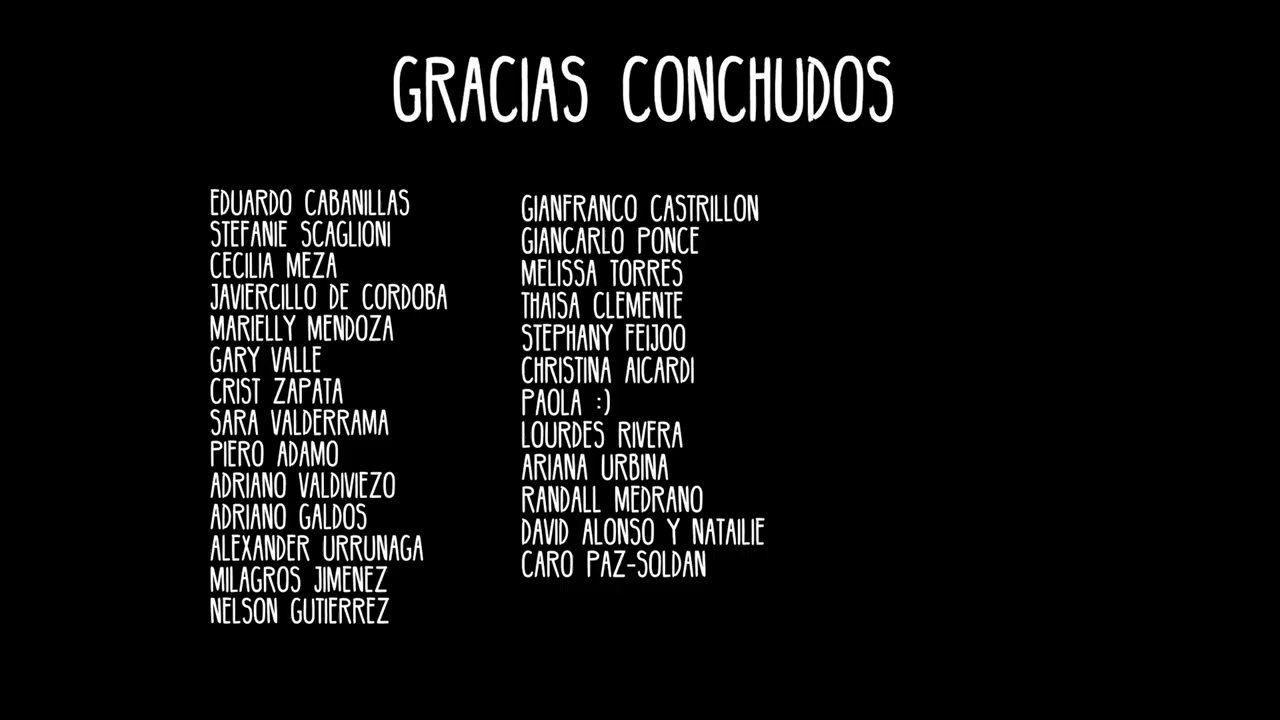 GRACIAS CONCHUDOS
EDUARDO CABANILLAS
STEFANIE SCAGLIONI
CECILIA MEZA
JAVIERCILLO DE CORDOBA
MARIELLY MENDOZA
GARY VALLE
CRIST ZAPATA
SARA VALDERRAMA
PIERO ADAMO
ADRIANO VALDIVIEZO
ADRIANO GALDOS
ALEXANDER URRUNAGA
MILAGROS JIMENEZ
NELSON GUTIERREZ
GIANFRANCO CASTRILLON
GIANCARLO PONCE
MELISSA TORRES
THAISA CLEMENTE
STEPHANY FEIJOO
CHRISTINA AICARDI
PAOLA :)
LOURDES RIVERA
ARIANA URBINA
RANDALL MEDRANO
DAVID ALONSO Y NATAILIE
CARO PAZ-SOLDAN